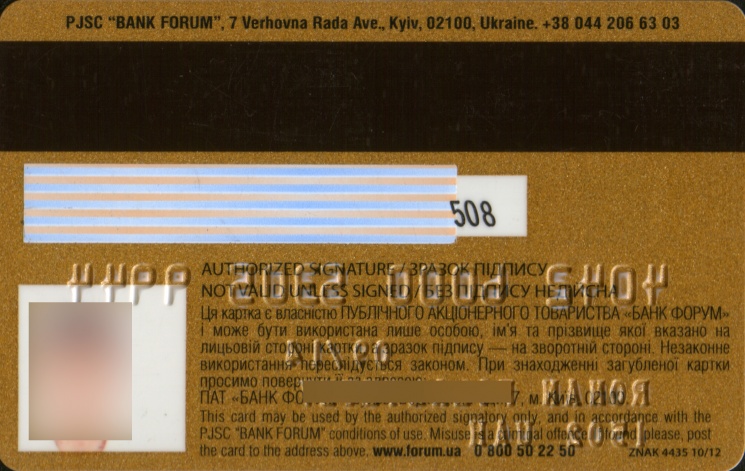 PJSC “BANK FORUM”, 7 Verhovna Rada Ave., Kyiv, 02100, Ukraine. +38 044 206 63 03
508
AUTHORIZED SIGNATURE / ЗРАЗОК ПІДПИСУ
NOT VALID UNLESS SIGNED / БЕЗ ПІДПИСУ НЕДІЙСНА
Ця картка є власністю ПУБЛІЧНОГО АКЦІОНЕРНОГО ТОВАРИСТВА «БАНК ФОРУМ»
і може бути використана лише особою, ім'я та прізвище якої вказано на
лицьовій стороні картки, а зразок підпису — на зворотній стороні. Незаконне
використання переслідується законом. При знаходженні загубленої картки
просимо
ПАТ «БАНК 7, м. Київ, 02100.
This card may be used by the authorized signatory only, and in accordance with the
PJSC “BANK FORUM” conditions of use. Misuse is a criminal offence. If found please, post
the card to the address above. www.forum.ua 0 800 50 22 50 ZNAK 4435 10/12